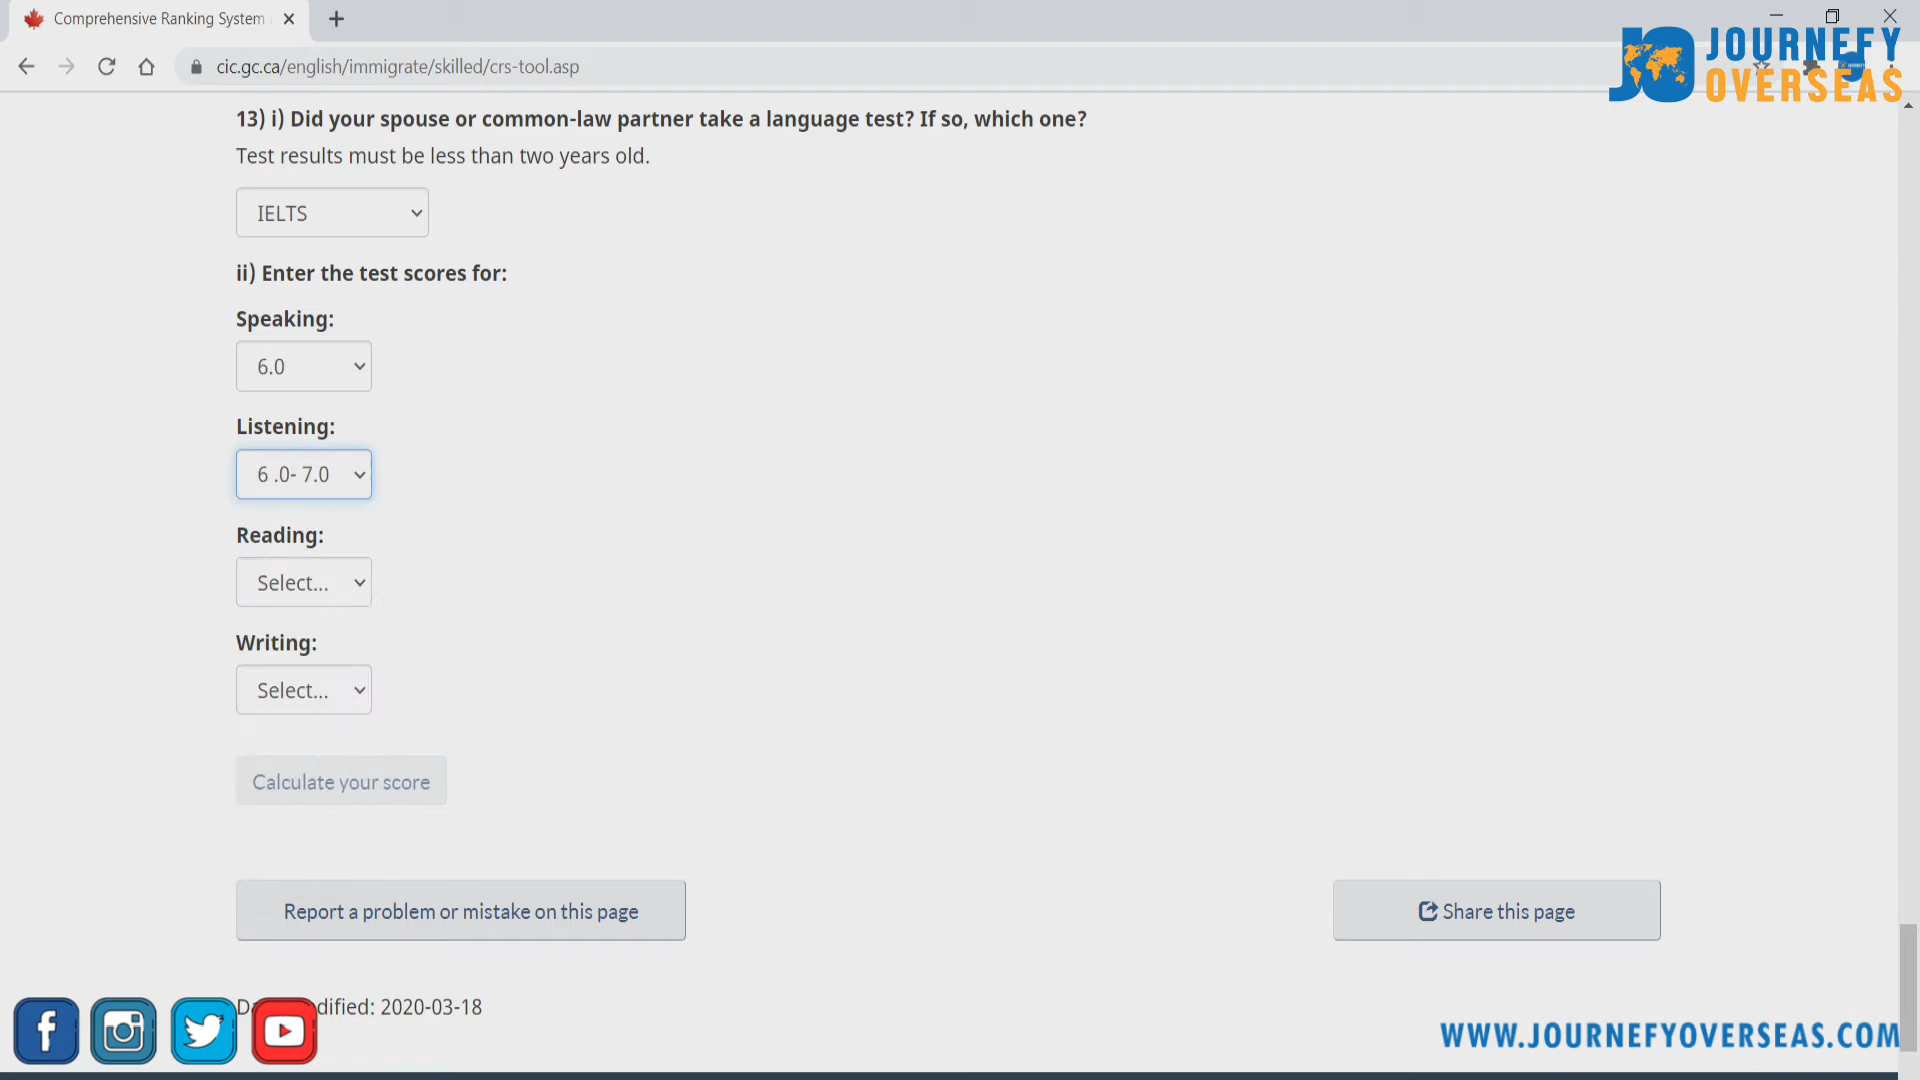 Comprehensive Ranking System
cic.gc.ca/english/immigrate/skilled/crs-tool.asp
JOURNEFY
OVERSEAS
13) i) Did your spouse or common-law partner take a language test? If so, which one?
Test results must be less than two years old.
IELTS
ii) Enter the test scores for:
Speaking:
6.0
Listening:
6 .0- 7.0
Reading:
Select...
Writing:
Select...
Calculate your score
Report a problem or mistake on this page
Share this page
dified: 2020-03-18
WWW.JOURNEFYOVERSEAS.COM